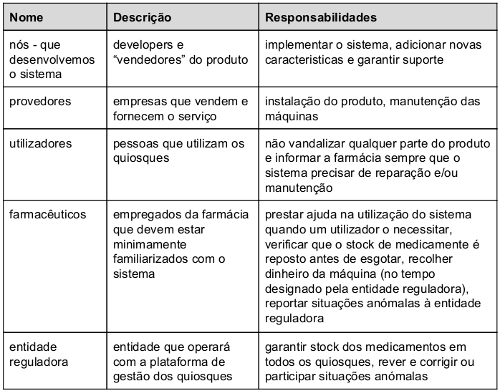 Nome
Descrição
Responsabilidades
nós - que
desenvolvemos
o sistema
developers e
“vendedores” do produto
implementar o sistema, adicionar novas
caracteristicas e garantir suporte
provedores
empresas que vendem e
fornecem o serviço
instalação do produto, manutenção das
máquinas
utilizadores
pessoas que utilizam os
quiosques
não vandalizar qualquer parte do produto
e informar a farmácia sempre que o
sistema precisar de reparação e/ou
manutenção
farmacêuticos
empregados da farmácia
que devem estar
minimamente
familiarizados com o
sistema
prestar ajuda na utilização do sistema
quando um utilizador o necessitar,
verificar que o stock de medicamente é
reposto antes de esgotar, recolher
dinheiro da máquina (no tempo
designado pela entidade reguladora),
reportar situações anómalas à entidade
reguladora
entidade
reguladora
entidade que operará
com a plataforma de
gestão dos quiosques
garantir stock dos medicamentos em
todos os quiosques, rever e corrigir ou
participar situações anómalas